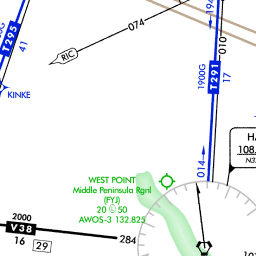 194
074
RIC
T295
41
010
1900G
T291
17
KINKE
HA
108.
N3
014
WEST POINT
Middle Peninsula Rgnl
(FYJ)
20 Ⓛ 50
AWOS-3 132.825
2000
V38
284
16 29